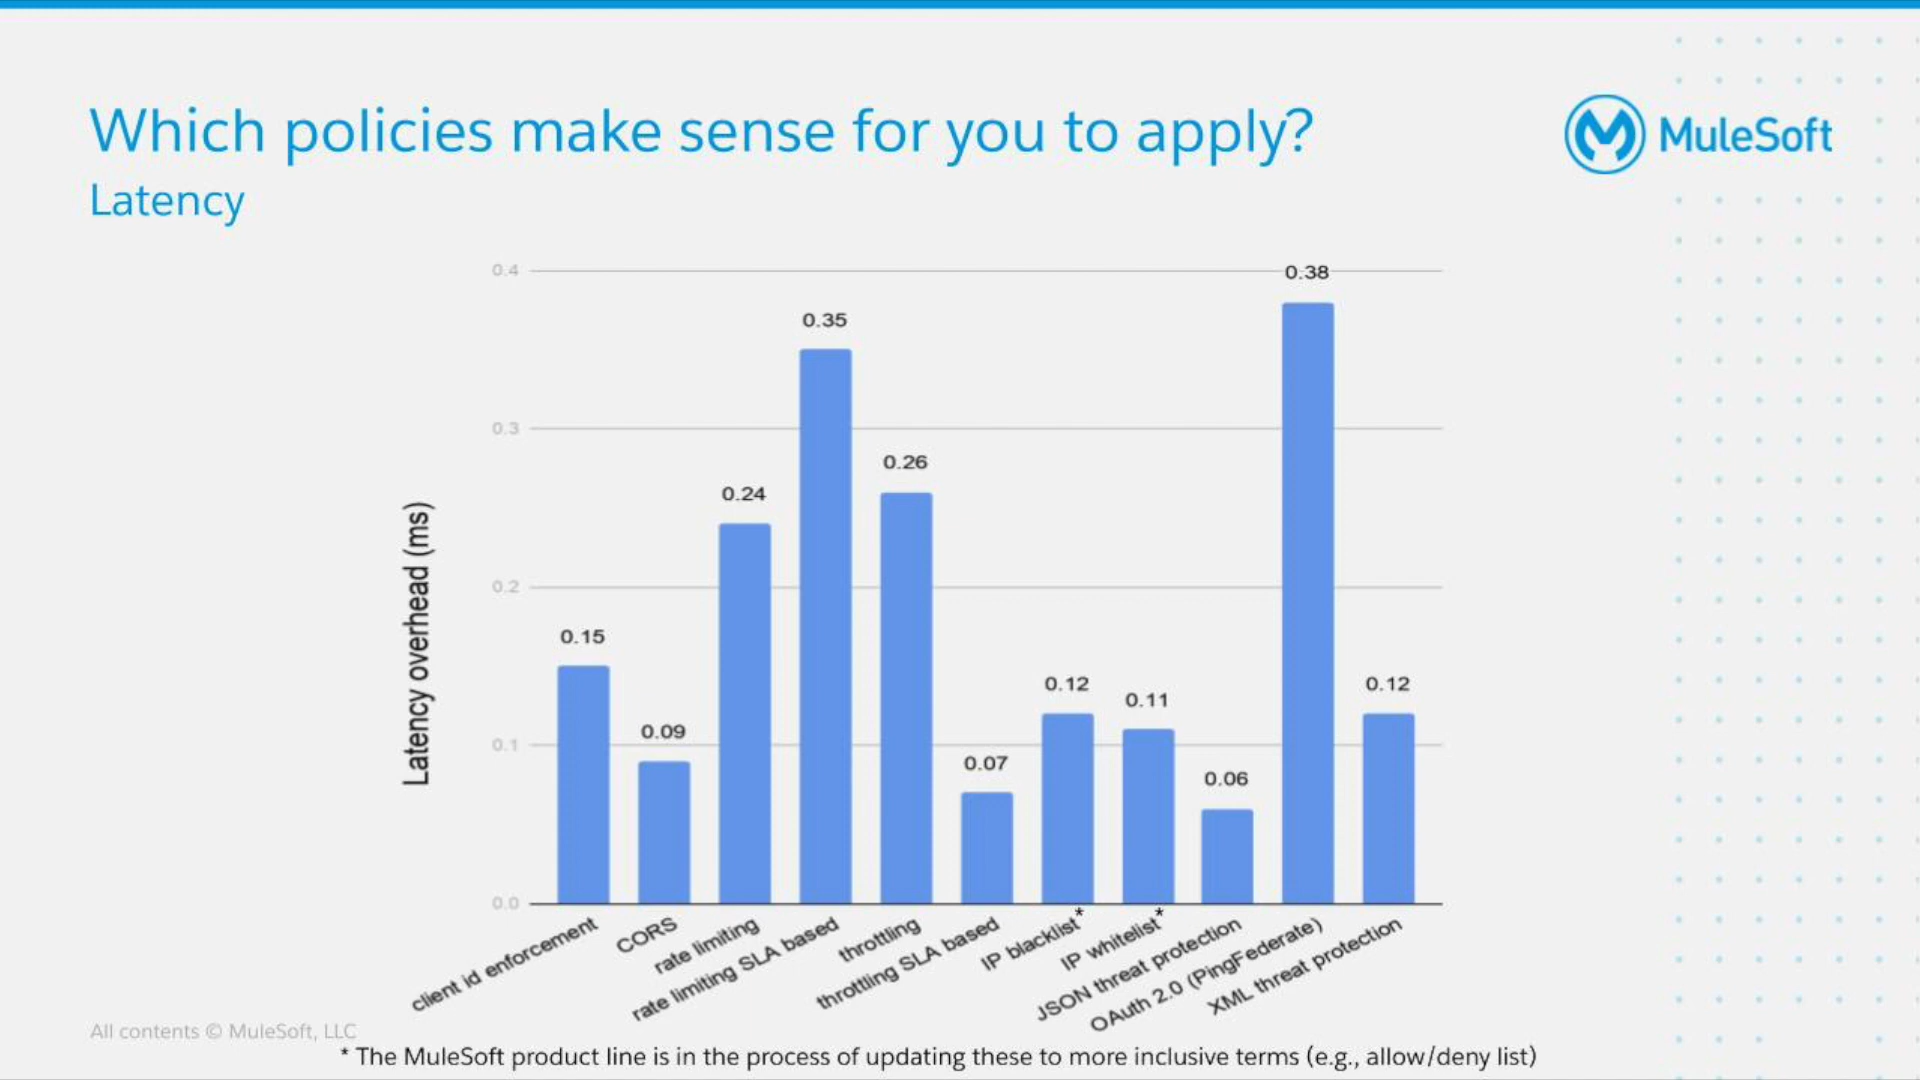 Which policies make sense for you to apply?
MuleSoft
Latency
Latency overhead (ms)
0.4
0.3
0.2
0.1
0.0
0.15
0.09
0.24
0.35
0.26
0.07
0.12
0.11
0.06
0.38
0.12
client id enforcement
CORS
rate limiting
rate limiting SLA based
throttling
throttling SLA based
IP blacklist*
IP whitelist*
JSON threat protection
OAuth 2.0 (PingFederate)
XML threat protection
All contents © MuleSoft, LLC
* The MuleSoft product line is in the process of updating these to more inclusive terms (e.g., allow/deny list)